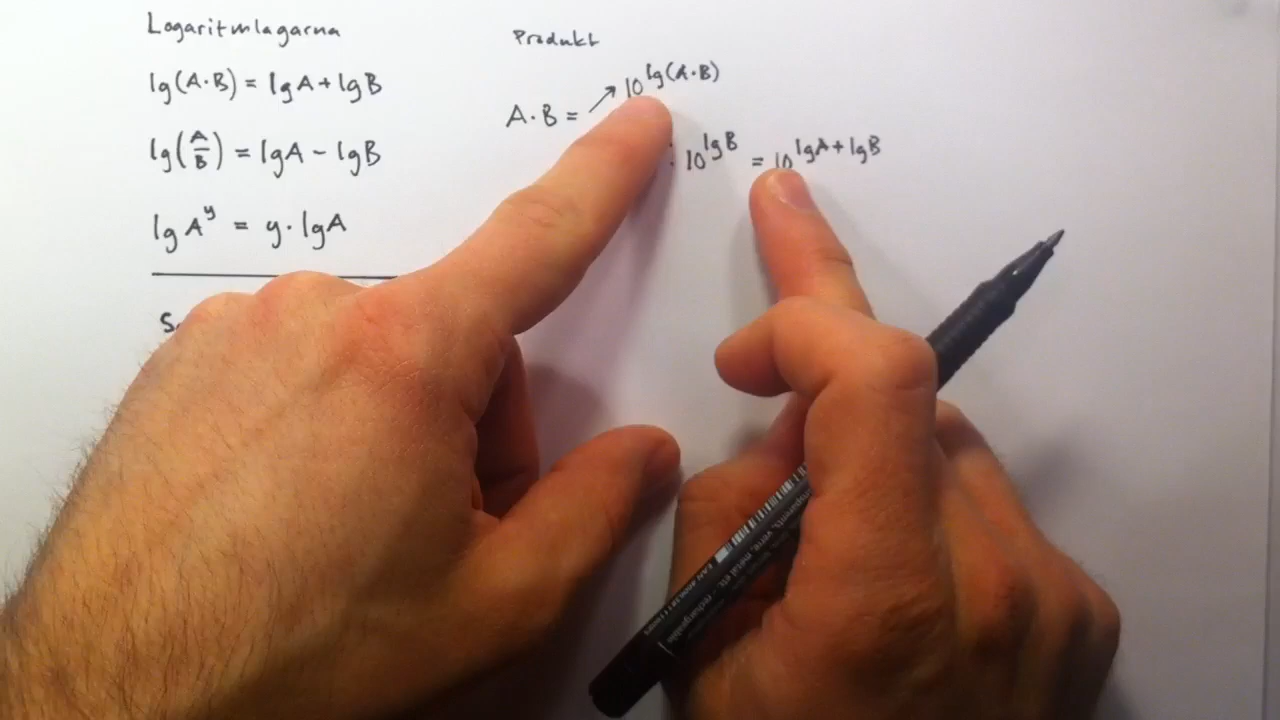 Logaritmlagarna
lg(A·B) = lgA + lgB
lg(A/B) = lgA - lgB
lg A^y = y · lgA
Produkt
A·B =
10^lg(A·B)
10^lgB = 10^lgA+lgB